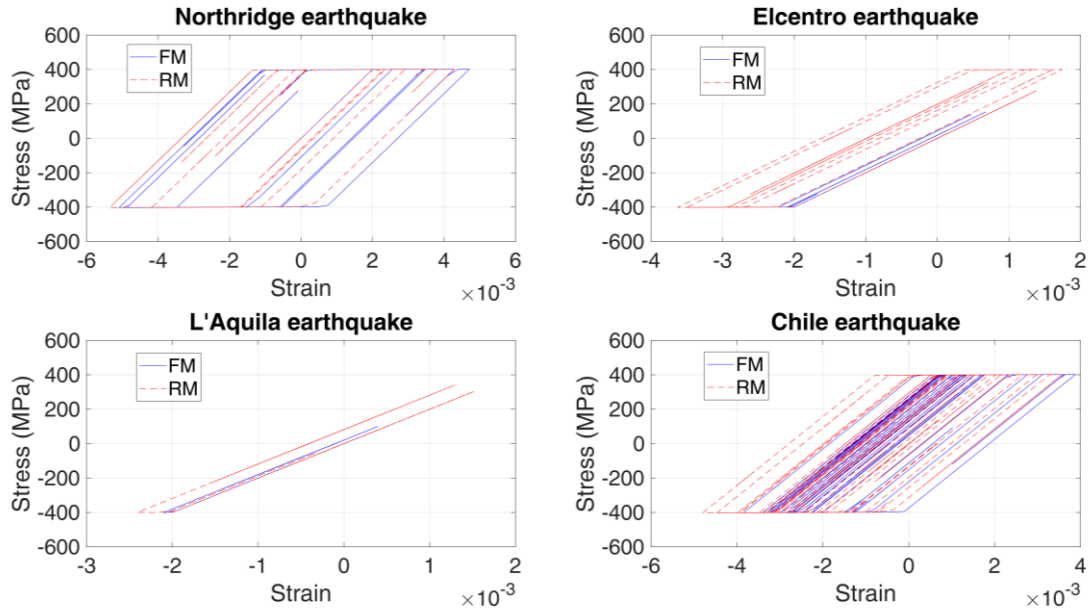 Northridge earthquake
600
400
200
0
-200
-400
-600
Stress (MPa)
FM
RM
-6
-4
-2
0
2
4
6
Strain
×10⁻³
Elcentro earthquake
600
400
200
0
-200
-400
-600
Stress (MPa)
FM
RM
-4
-3
-2
-1
0
1
2
Strain
×10⁻³
L'Aquila earthquake
600
400
200
0
-200
-400
-600
Stress (MPa)
FM
RM
-3
-2
-1
0
1
2
Strain
×10⁻³
Chile earthquake
600
400
200
0
-200
-400
-600
Stress (MPa)
FM
RM
-6
-4
-2
0
2
4
Strain
×10⁻³